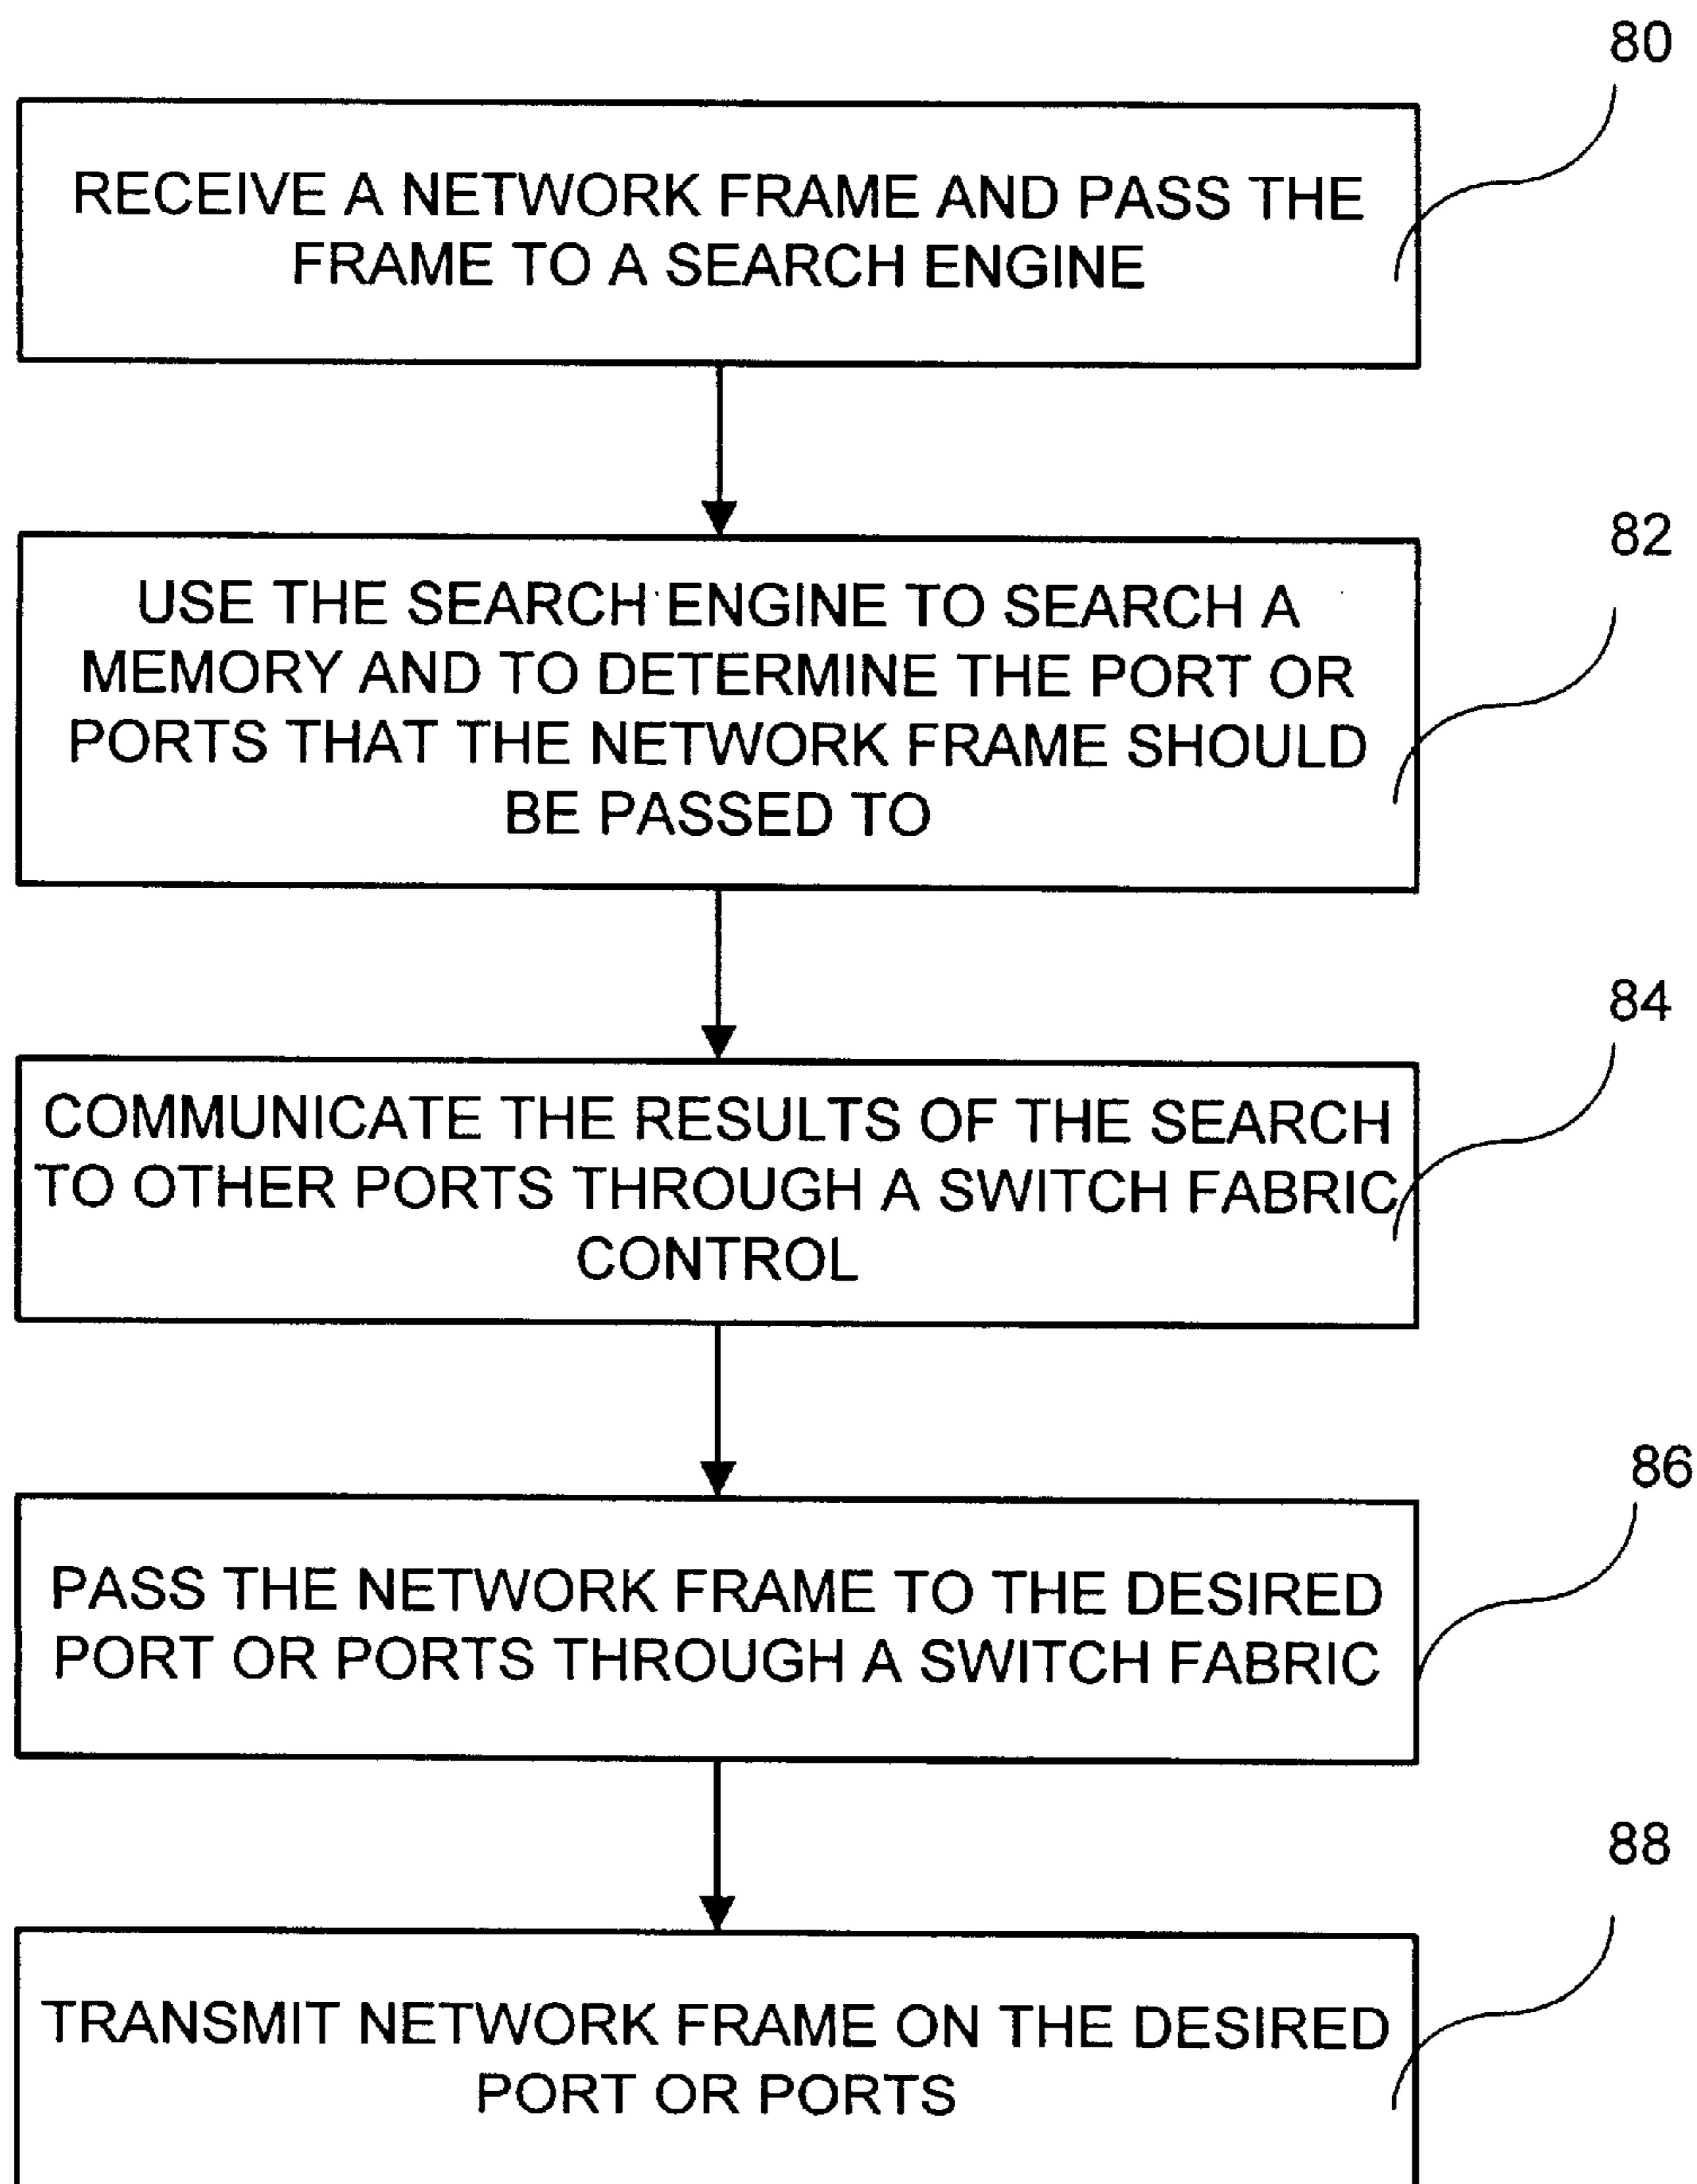 80
RECEIVE A NETWORK FRAME AND PASS THE
FRAME TO A SEARCH ENGINE
82
USE THE SEARCH ENGINE TO SEARCH A
MEMORY AND TO DETERMINE THE PORT OR
PORTS THAT THE NETWORK FRAME SHOULD
BE PASSED TO
84
COMMUNICATE THE RESULTS OF THE SEARCH
TO OTHER PORTS THROUGH A SWITCH FABRIC
CONTROL
86
PASS THE NETWORK FRAME TO THE DESIRED
PORT OR PORTS THROUGH A SWITCH FABRIC
88
TRANSMIT NETWORK FRAME ON THE DESIRED
PORT OR PORTS